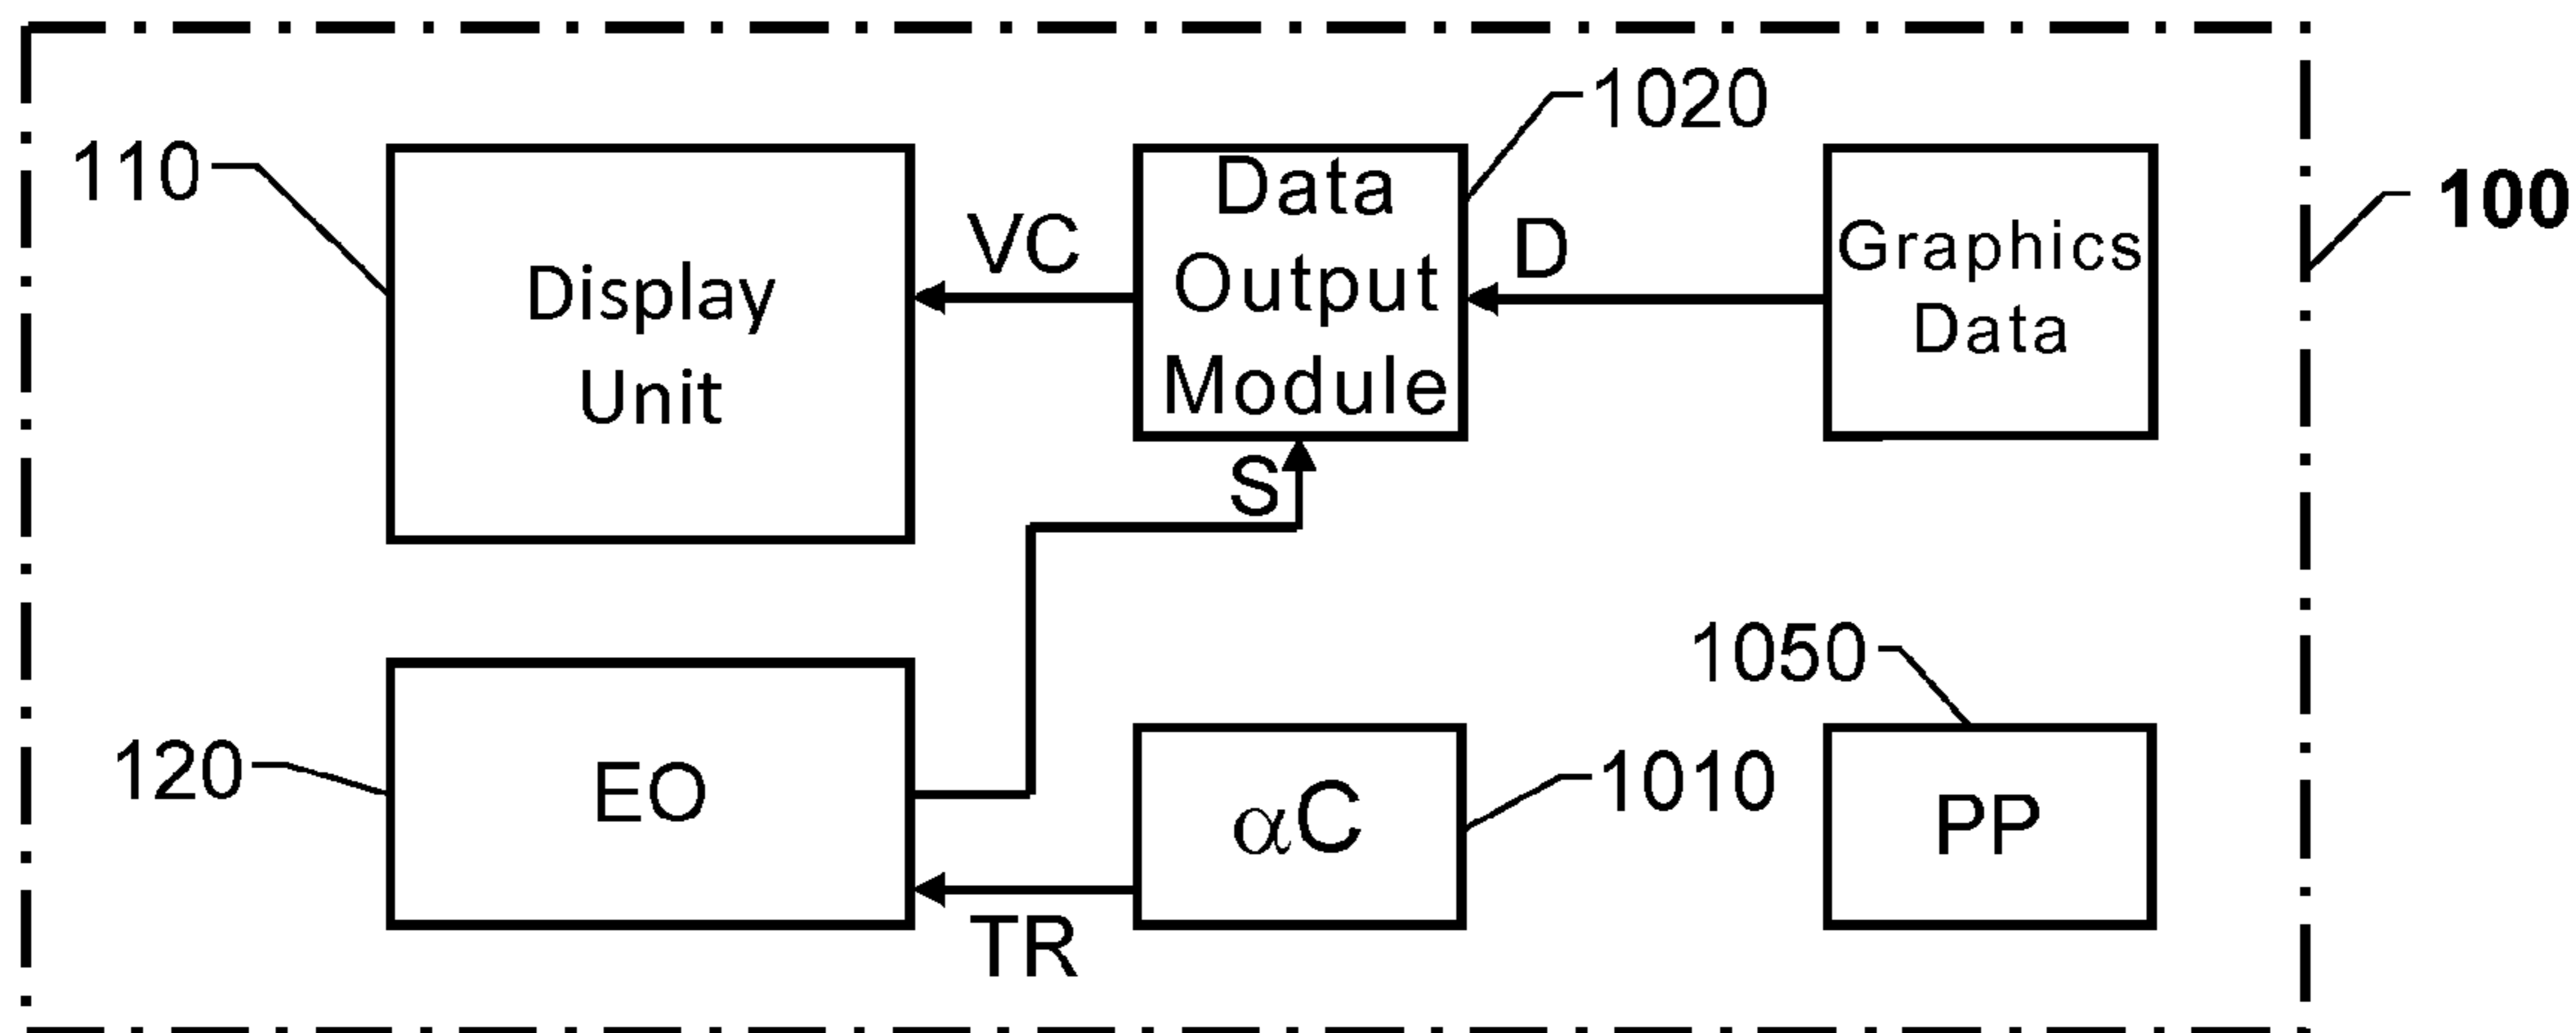 1020
110
100
Data
Output
Module
VC
D
Graphics
Data
Display
Unit
S
1050
120
EO
αC
1010
PP
TR